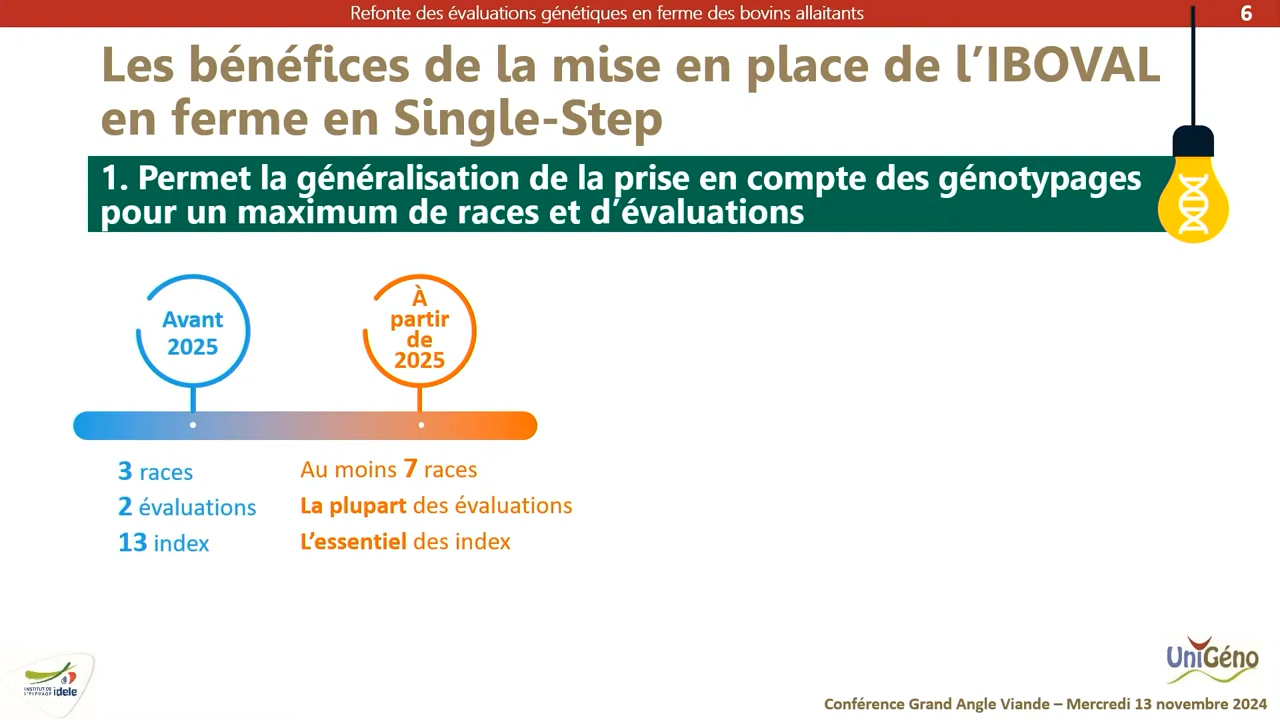 Refonte des évaluations génétiques en ferme des bovins allaitants
6
Les bénéfices de la mise en place de l’IBOVAL
en ferme en Single-Step
1. Permet la généralisation de la prise en compte des génotypages
pour un maximum de races et d’évaluations
Avant
2025
À
partir
de
2025
3 races
2 évaluations
13 index
Au moins 7 races
La plupart des évaluations
L’essentiel des index
INSTITUT DE
L'ELEVAGE idele
UniGéno
Conférence Grand Angle Viande – Mercredi 13 novembre 2024